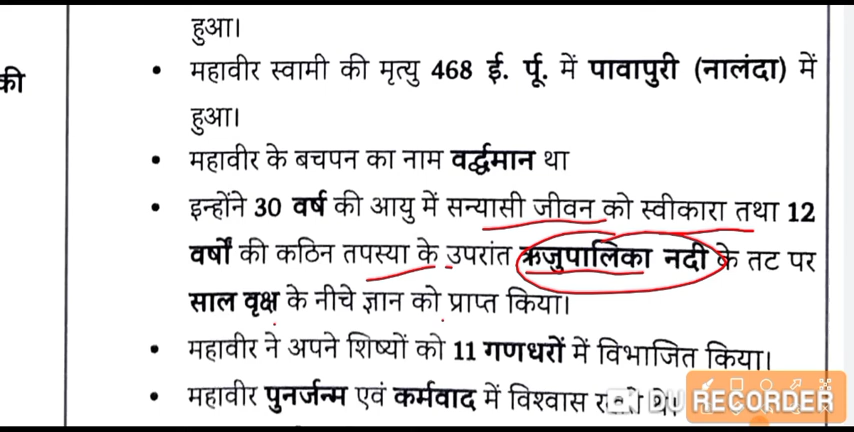 हुआ।
की
• महावीर स्वामी की मृत्यु 468 ई. र्पू. में पावापुरी (नालंदा) में
हुआ।
• महावीर के बचपन का नाम वर्द्धमान था
• इन्होंने 30 वर्ष की आयु में सन्यासी जीवन को स्वीकारा तथा 12
वर्षों की कठिन तपस्या के उपरांत ऋजुपालिका नदी के तट पर
साल वृक्ष के नीचे ज्ञान को प्राप्त किया।
• महावीर ने अपने शिष्यों को 11 गणधरों में विभाजित किया।
• महावीर पुनर्जन्म एवं कर्मवाद में विश्वास
DU RECORDER